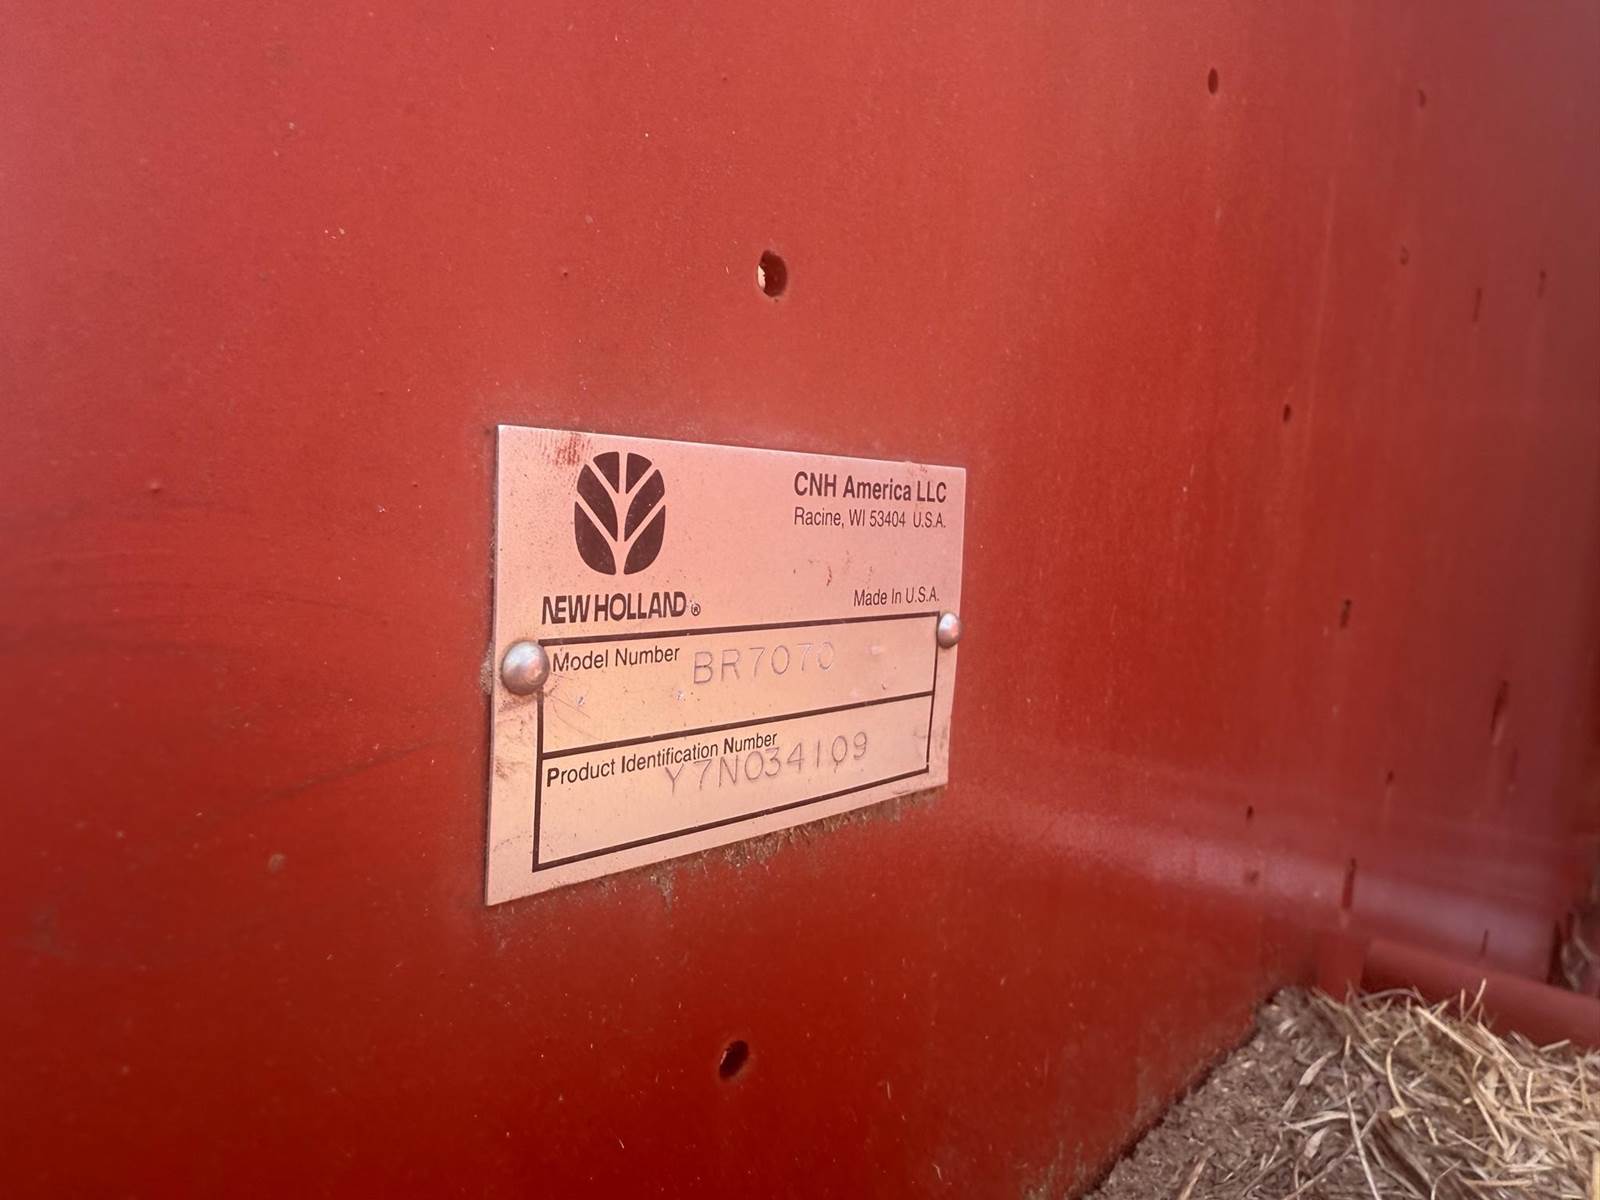 CNH America LLC
Racine, WI 53404 U.S.A.
Made In U.S.A.
NEW HOLLAND®
Model Number BR7070
Product Identification Number
Y7N034109